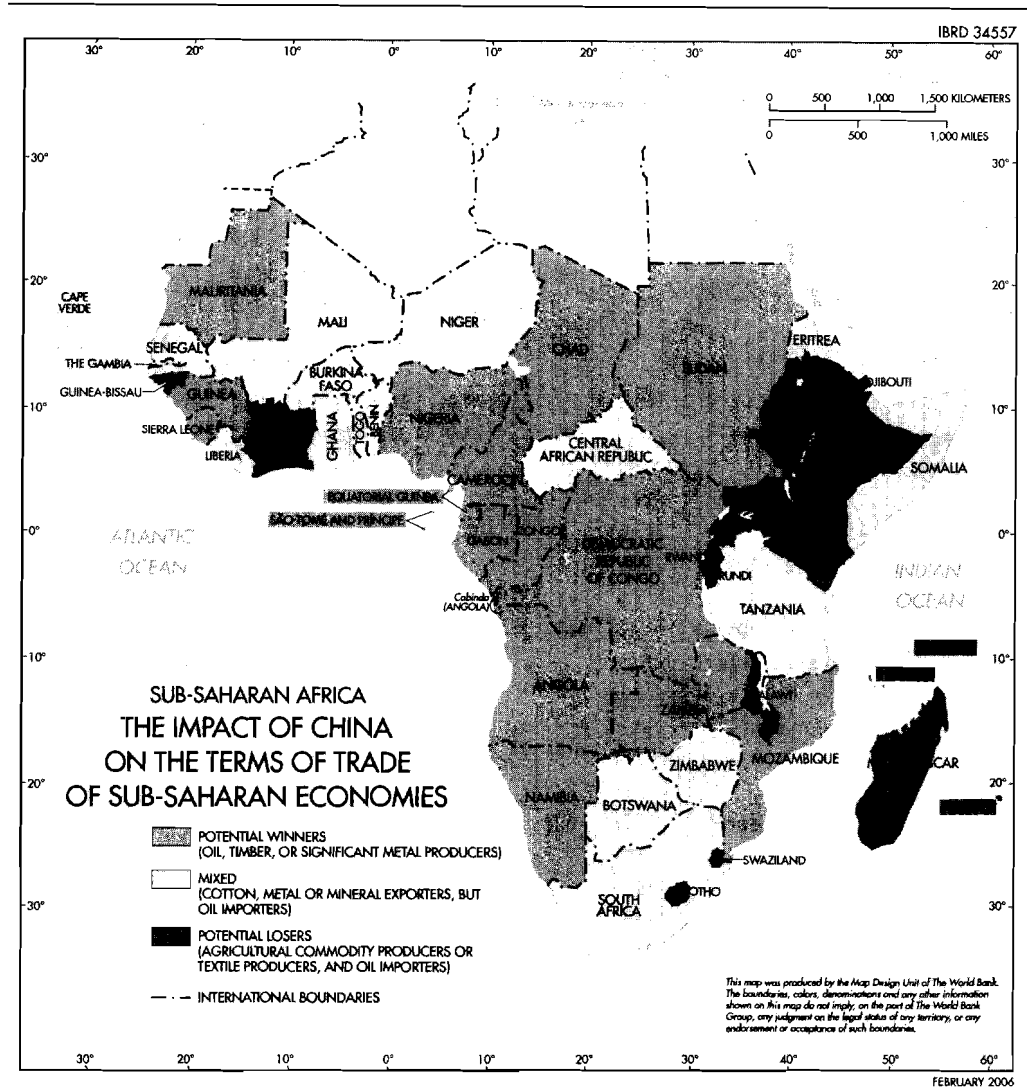 IBRD 34557
30° 20° 10° 0° 10° 20° 30° 40° 50° 60°
0 500 1,000 1,500 KILOMETERS
0 500 1,000 MILES
30° 30°
20° 20°
10° 10°
0° 0°
10° 10°
20° 20°
30° 30°
CAPE
VERDE
MAURITANIA
MALI
NIGER
CHAD
SUDAN
ERITREA
SENEGAL
THE GAMBIA
GUINEA-BISSAU
GUINEA
SIERRA LEONE
LIBERIA
BURKINA
FASO
GHANA
TOGO
BENIN
NIGERIA
DJIBOUTI
CENTRAL
AFRICAN REPUBLIC
SOMALIA
CAMEROON
EQUATORIAL GUINEA
SÃO TOMÉ AND PRÍNCIPE
GABON
CONGO
DEMOCRATIC
REPUBLIC
OF CONGO
ATLANTIC
OCEAN
INDIAN
OCEAN
Cabinda
(ANGOLA)
TANZANIA
ANGOLA
ZAMBIA
MALAWI
MOZAMBIQUE
ZIMBABWE
NAMIBIA
BOTSWANA
SWAZILAND
SOUTH
AFRICA
SUB-SAHARAN AFRICA
THE IMPACT OF CHINA
ON THE TERMS OF TRADE
OF SUB-SAHARAN ECONOMIES
POTENTIAL WINNERS
(OIL, TIMBER, OR SIGNIFICANT METAL PRODUCERS)
MIXED
(COTTON, METAL OR MINERAL EXPORTERS, BUT
OIL IMPORTERS)
POTENTIAL LOSERS
(AGRICULTURAL COMMODITY PRODUCERS OR
TEXTILE PRODUCERS, AND OIL IMPORTERS)
INTERNATIONAL BOUNDARIES
This map was produced by the Map Design Unit of The World Bank.
The boundaries, colors, denominations and any other information
shown on this map do not imply, on the part of The World Bank
Group, any judgment on the legal status of any territory, or any
endorsement or acceptance of such boundaries.
30° 20° 10° 0° 10° 20° 30° 40° 50° 60°
FEBRUARY 2006